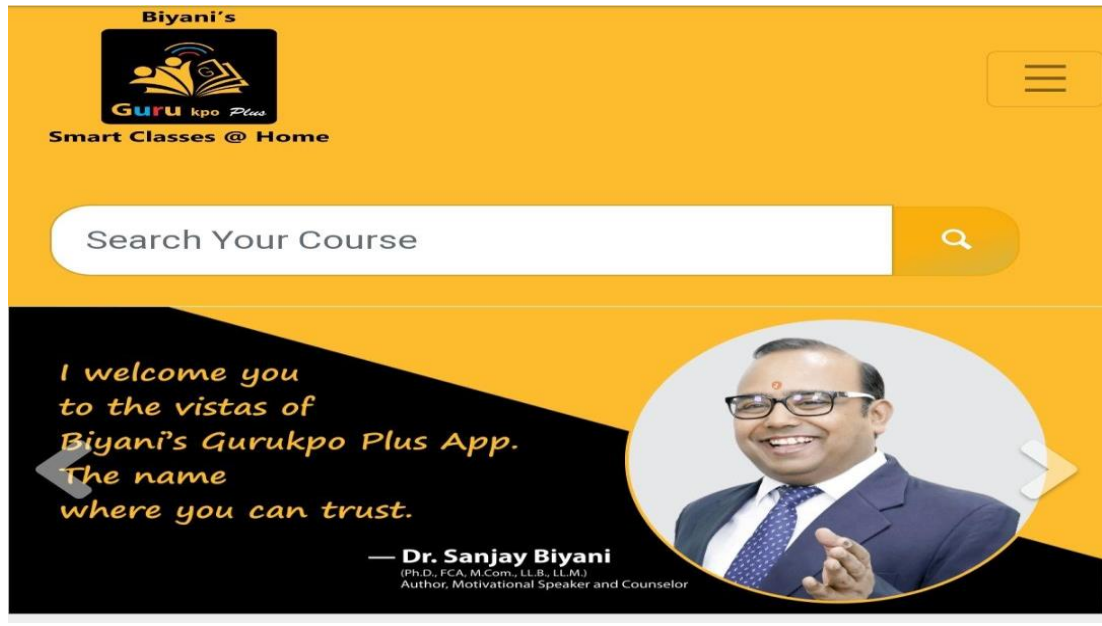 Biyani's
G
Guru kpo Plus
Smart Classes @ Home
Search Your Course
I welcome you
to the vistas of
Biyani's Gurukpo Plus App.
The name
where you can trust.
— Dr. Sanjay Biyani
(Ph.D., FCA, M.Com., LL.B., LL.M.)
Author, Motivational Speaker and Counselor